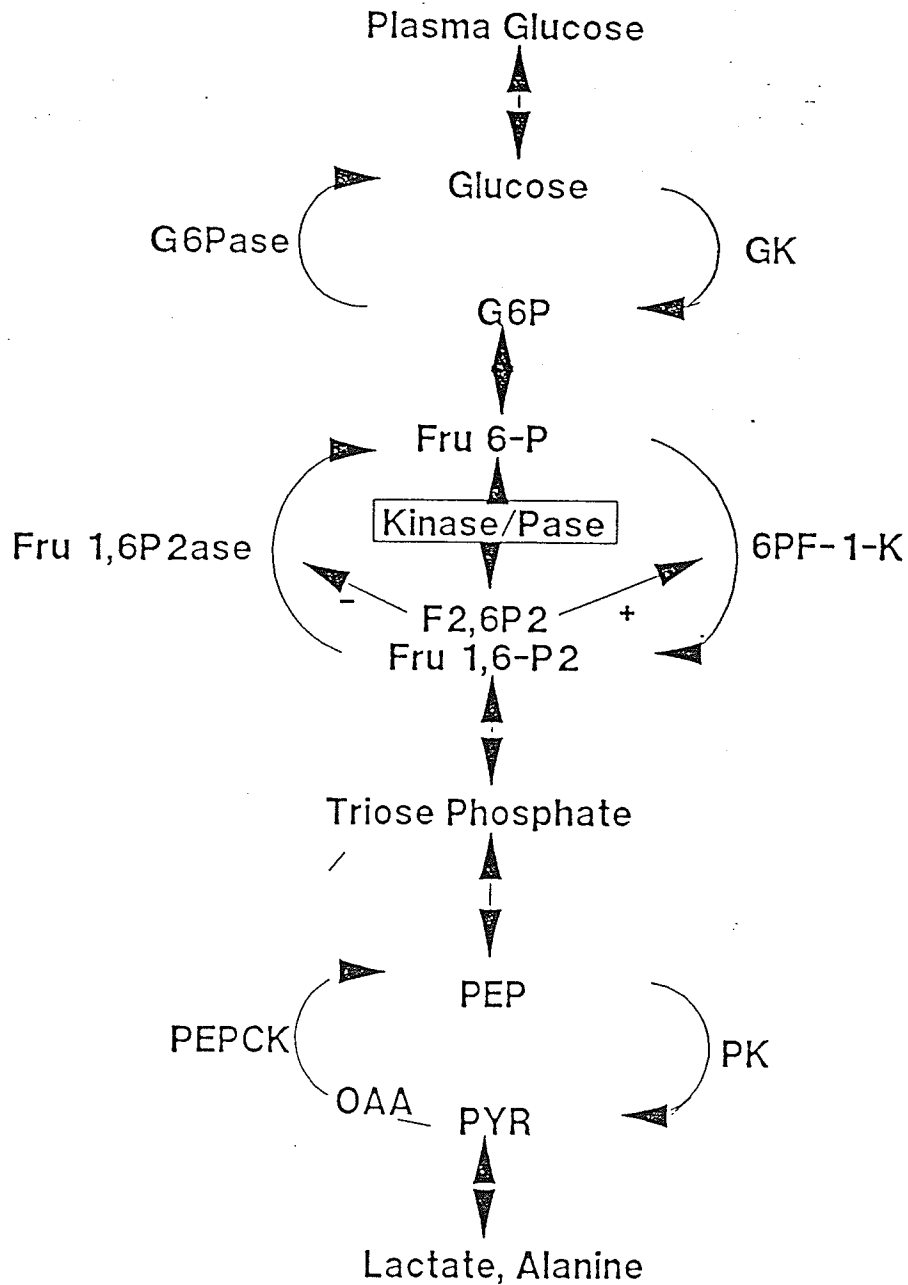 Plasma Glucose
Glucose
G6Pase
GK
G6P
Fru 6-P
Kinase/Pase
Fru 1,6P2ase
6PF-1-K
-
+
F2,6P2
Fru 1,6-P2
Triose Phosphate
PEP
PEPCK
PK
OAA
PYR
Lactate, Alanine